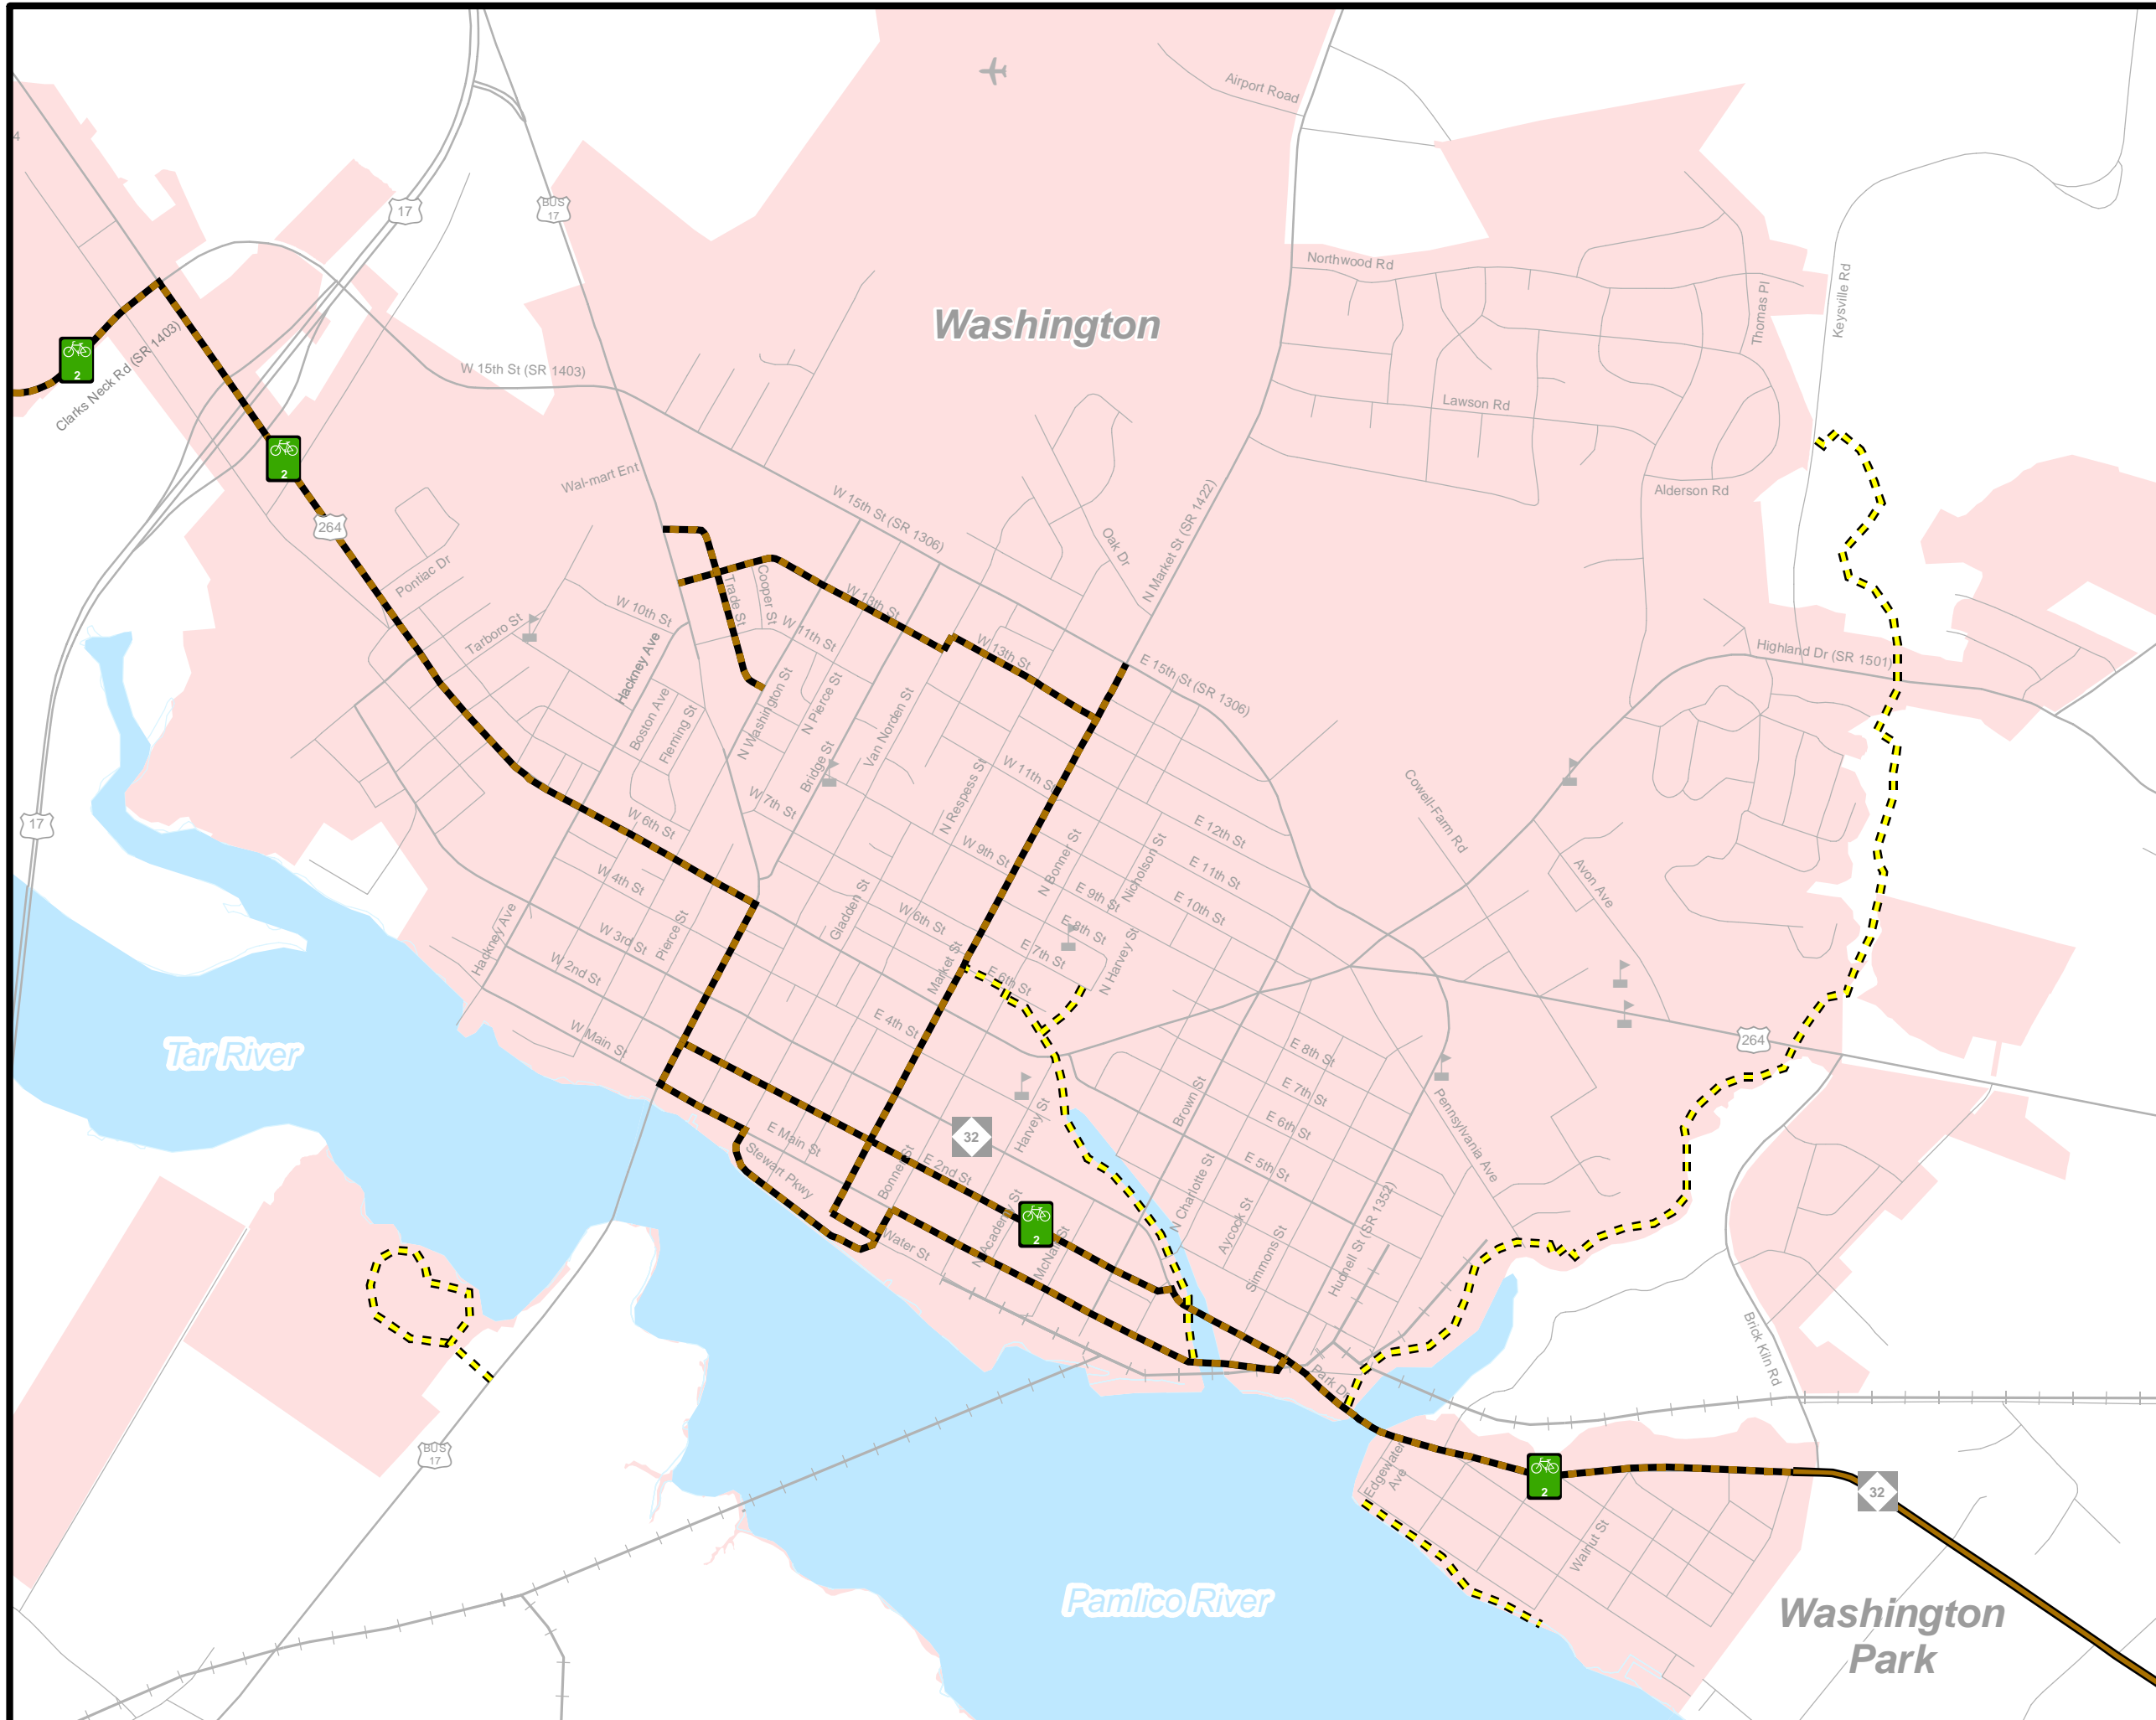 Airport Road
4
17
BUS
17
Northwood Rd
Thomas Pl
Keysville Rd
Washington
2
Clarks Neck Rd (SR 1403)
W 15th St (SR 1403)
Lawson Rd
2
Wal-mart Ent
264
W 15th St (SR 1306)
N Market St (SR 1422)
Alderson Rd
Oak Dr
Pontiac Dr
Trade St
Cooper St
W 13th St
W 10th St
Tarboro St
W 11th St
W 13th St
Highland Dr (SR 1501)
E 15th St (SR 1306)
Hackney Ave
Boston Ave
Fleming St
N Washington St
N Pierce St
Van Norden St
Bridge St
W 11th St
N Respess St
W 7th St
17
W 6th St
E 12th St
Cowell-Farm Rd
W 9th St
N Bonner St
Nicholson St
E 11th St
Avon Ave
W 4th St
E 9th St
E 10th St
Gladden St
W 6th St
E 8th St
Pierce St
W 3rd St
Hackney Ave
W 2nd St
E 7th St
N Harvey St
Market St
E 6th St
E 4th St
W Main St
264
Tar River
E 8th St
E 7th St
Brown St
Pennsylvania Ave
E 6th St
Harvey St
32
E Main St
E 5th St
Stewart Pkwy
Bonner St
E 2nd St
N Charlotte St
Aycock St
Simmons St
Hudnell St (SR 1352)
N Academy St
2
McNair St
Water St
Brick Kiln Rd
Park Dr
BUS
17
Edgewater
Ave
2
32
Walnut St
Pamlico River
Washington
Park